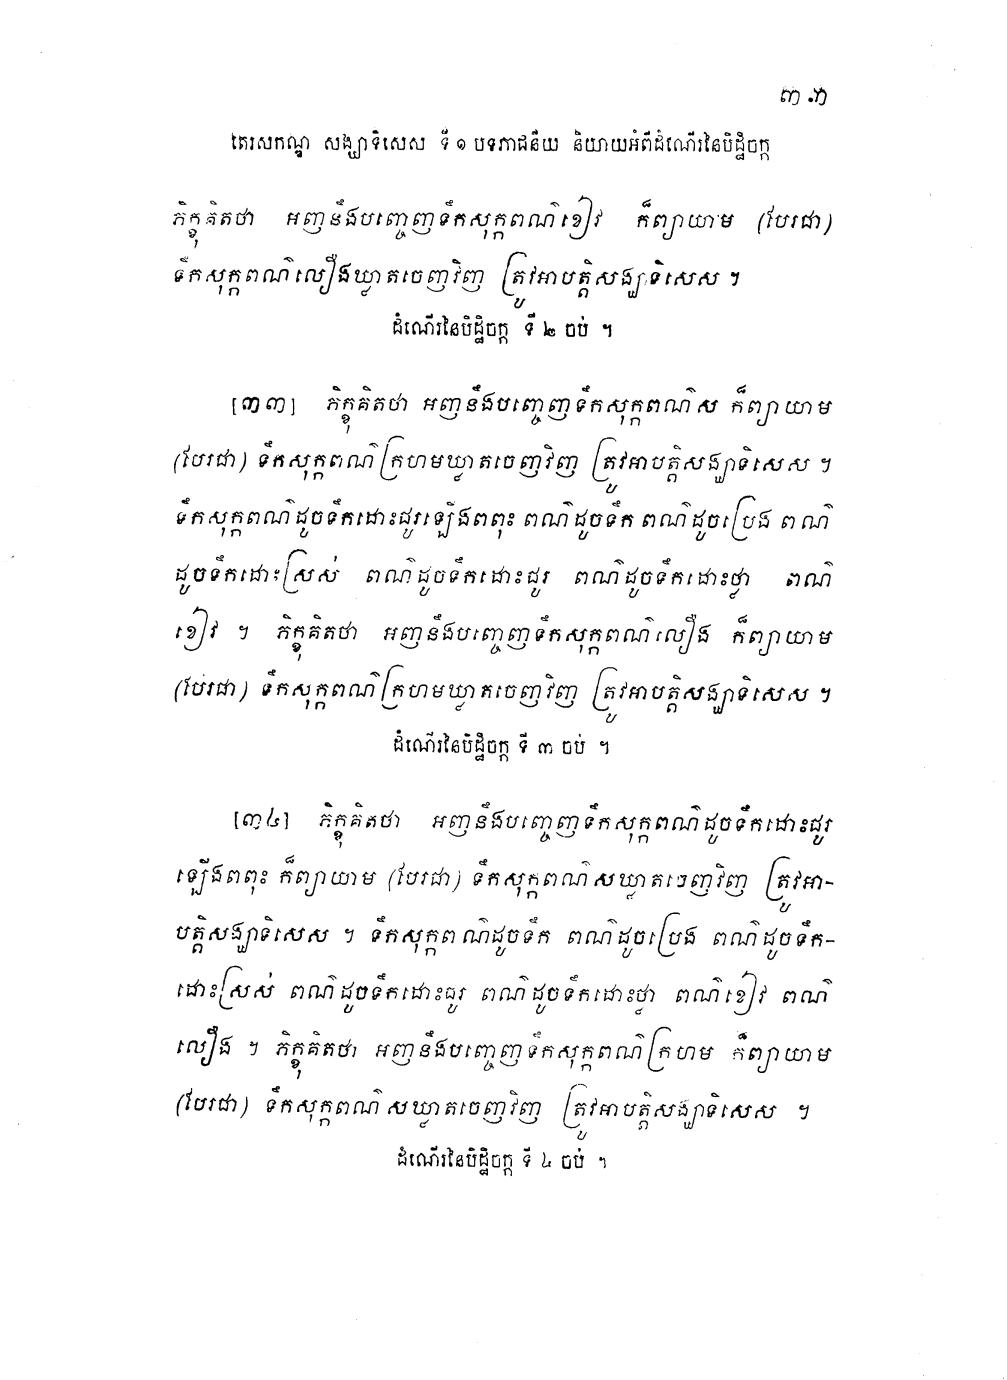 តេរសកណ្ឌ សង្ឃាទិសេស ទី ១ បទភាជនីយ និយាយអំពីដំណើរនៃបិដ្ឋិចក្ក
ភិក្ខុគិតថា អញនឹងបញ្ចេញទឹកសុក្កពណ៌ខៀវ ក៏ព្យាយាម (បែរជា)
ទឹកសុក្កពណ៌លឿងឃ្លាតចេញវិញ ត្រូវអាបត្តិសង្ឃាទិសេស ។
ដំណើរនៃបិដ្ឋិចក្ក ទី ២ ចប់ ។
[៣៣] ភិក្ខុគិតថា អញនឹងបញ្ចេញទឹកសុក្កពណ៌ស ក៏ព្យាយាម
(បែរជា) ទឹកសុក្កពណ៌ក្រហមឃ្លាតចេញវិញ ត្រូវអាបត្តិសង្ឃាទិសេស ។
ទឹកសុក្កពណ៌ដូចទឹកដោះជូរឡើងពពុះ ពណ៌ដូចទឹក ពណ៌ដូចប្រេង ពណ៌
ដូចទឹកដោះស្រស់ ពណ៌ដូចទឹកដោះជូរ ពណ៌ដូចទឹកដោះថ្លា ពណ៌
ខៀវ ។ ភិក្ខុគិតថា អញនឹងបញ្ចេញទឹកសុក្កពណ៌លឿង ក៏ព្យាយាម
(បែរជា) ទឹកសុក្កពណ៌ក្រហមឃ្លាតចេញវិញ ត្រូវអាបត្តិសង្ឃាទិសេស ។
ដំណើរនៃបិដ្ឋិចក្ក ទី ៣ ចប់ ។
[៣៤] ភិក្ខុគិតថា អញនឹងបញ្ចេញទឹកសុក្កពណ៌ដូចទឹកដោះជូរ
ឡើងពពុះ ក៏ព្យាយាម (បែរជា) ទឹកសុក្កពណ៌សឃ្លាតចេញវិញ ត្រូវអា-
បត្តិសង្ឃាទិសេស ។ ទឹកសុក្កពណ៌ដូចទឹក ពណ៌ដូចប្រេង ពណ៌ដូចទឹក-
ដោះស្រស់ ពណ៌ដូចទឹកដោះជូរ ពណ៌ដូចទឹកដោះថ្លា ពណ៌ខៀវ ពណ៌
លឿង ។ ភិក្ខុគិតថា អញនឹងបញ្ចេញទឹកសុក្កពណ៌ក្រហម ក៏ព្យាយាម
(បែរជា) ទឹកសុក្កពណ៌សឃ្លាតចេញវិញ ត្រូវអាបត្តិសង្ឃាទិសេស ។
ដំណើរនៃបិដ្ឋិចក្ក ទី ៤ ចប់ ។